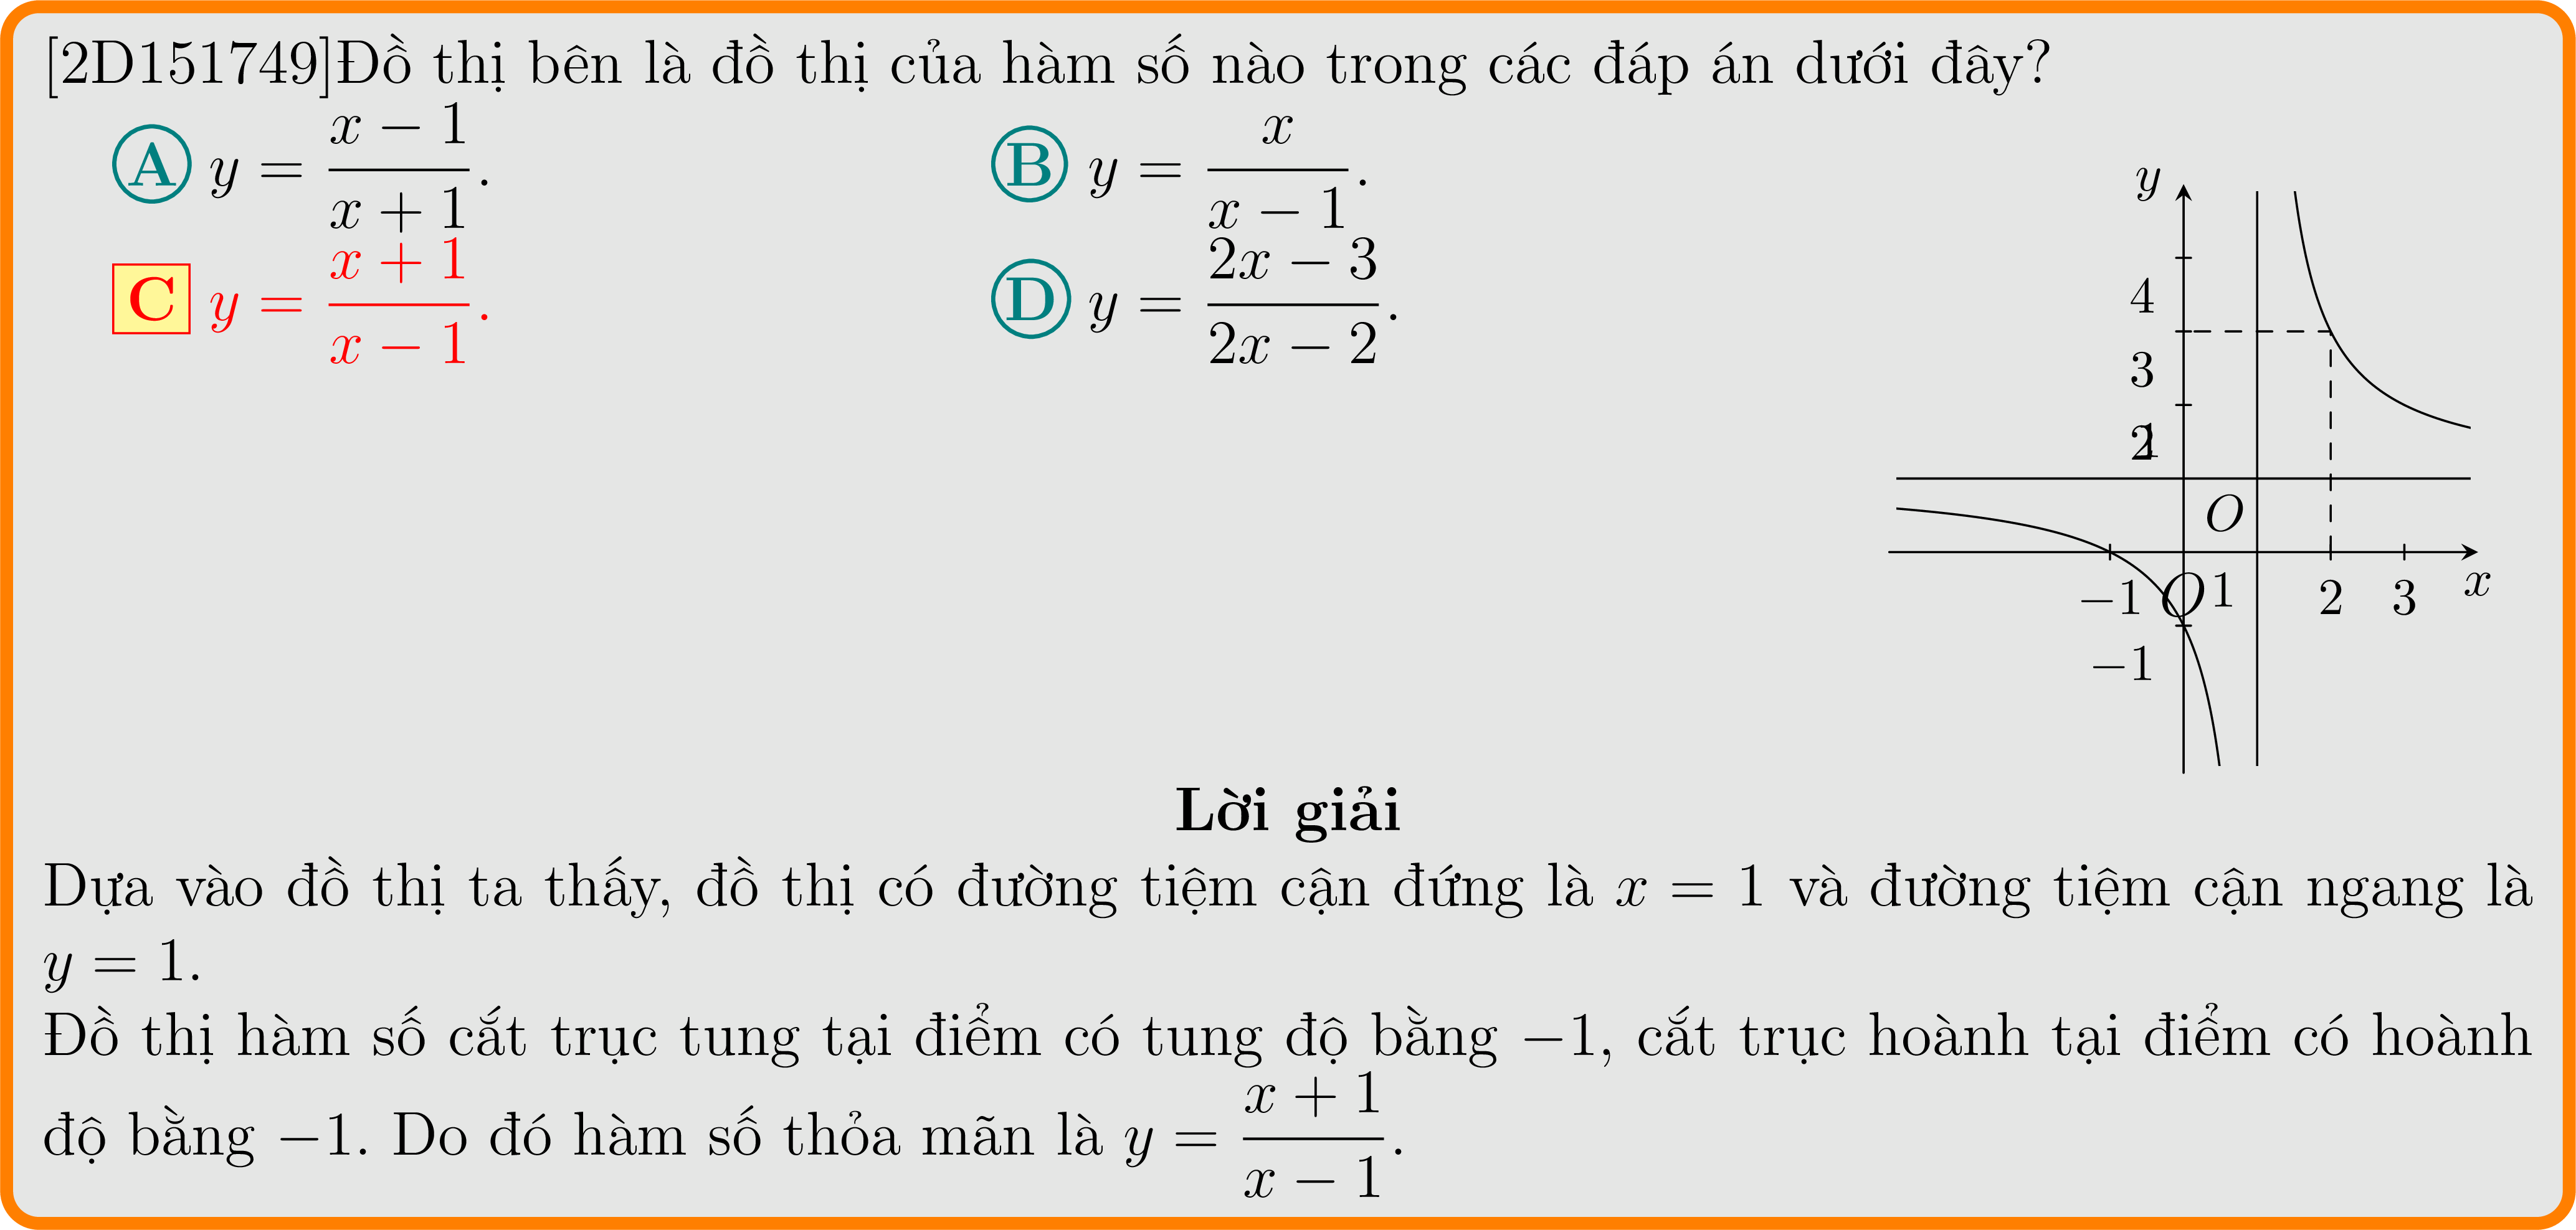 [2D151749]Đồ thị bên là đồ thị của hàm số nào trong các đáp án dưới đây?
A y = \frac{x − 1}{x + 1}. B y = \frac{x}{x − 1}.
C y = \frac{x + 1}{x − 1}. D y = \frac{2x − 3}{2x − 2}.
y
4
3
2 1
O
−1 O 1 2 3 x
−1
Lời giải
Dựa vào đồ thị ta thấy, đồ thị có đường tiệm cận đứng là x = 1 và đường tiệm cận ngang là
y = 1.
Đồ thị hàm số cắt trục tung tại điểm có tung độ bằng −1, cắt trục hoành tại điểm có hoành
độ bằng −1. Do đó hàm số thỏa mãn là y = \frac{x + 1}{x − 1}.